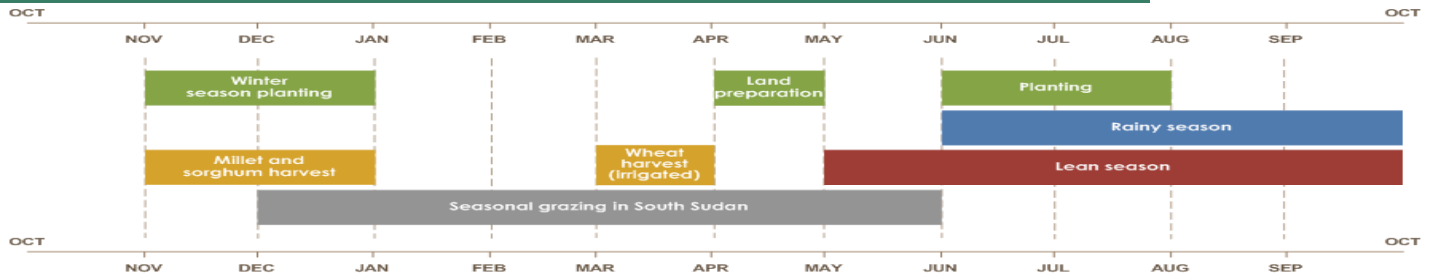 OCT OCT
NOV DEC JAN FEB MAR APR MAY JUN JUL AUG SEP
Winter
season planting
Land
preparation
Planting
Rainy season
Millet and
sorghum harvest
Wheat
harvest
(irrigated)
Lean season
Seasonal grazing in South Sudan
OCT OCT
NOV DEC JAN FEB MAR APR MAY JUN JUL AUG SEP